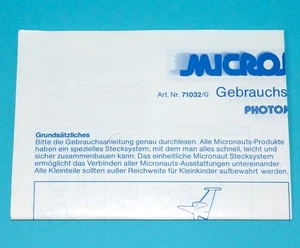 MICRON
Art. Nr. 71032/G Gebrauchs
PHOTO
Grundsätzliches
Bitte die Gebrauchsanleitung genau durchlesen. Alle Micronauts-Produkte
haben ein spezielles Stecksystem, mit dem man alles schnell, leicht und
sicher zusammenbauen kann. Das einheitliche Micronaut Stecksystem
ermöglicht das Verbinden aller Micronauts-Ausstattungen untereinander.
Alle Kleinteile sollten außer Reichweite für Kleinkinder aufbewahrt werden.